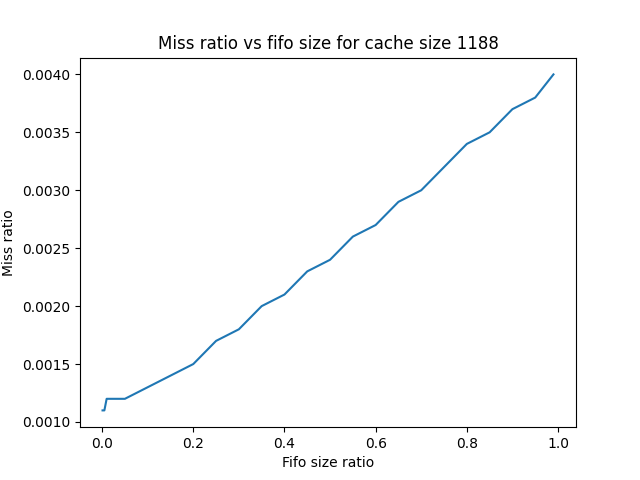 Miss ratio vs fifo size for cache size 1188
0.0040
0.0035
0.0030
0.0025
0.0020
0.0015
0.0010
Miss ratio
0.0 0.2 0.4 0.6 0.8 1.0
Fifo size ratio